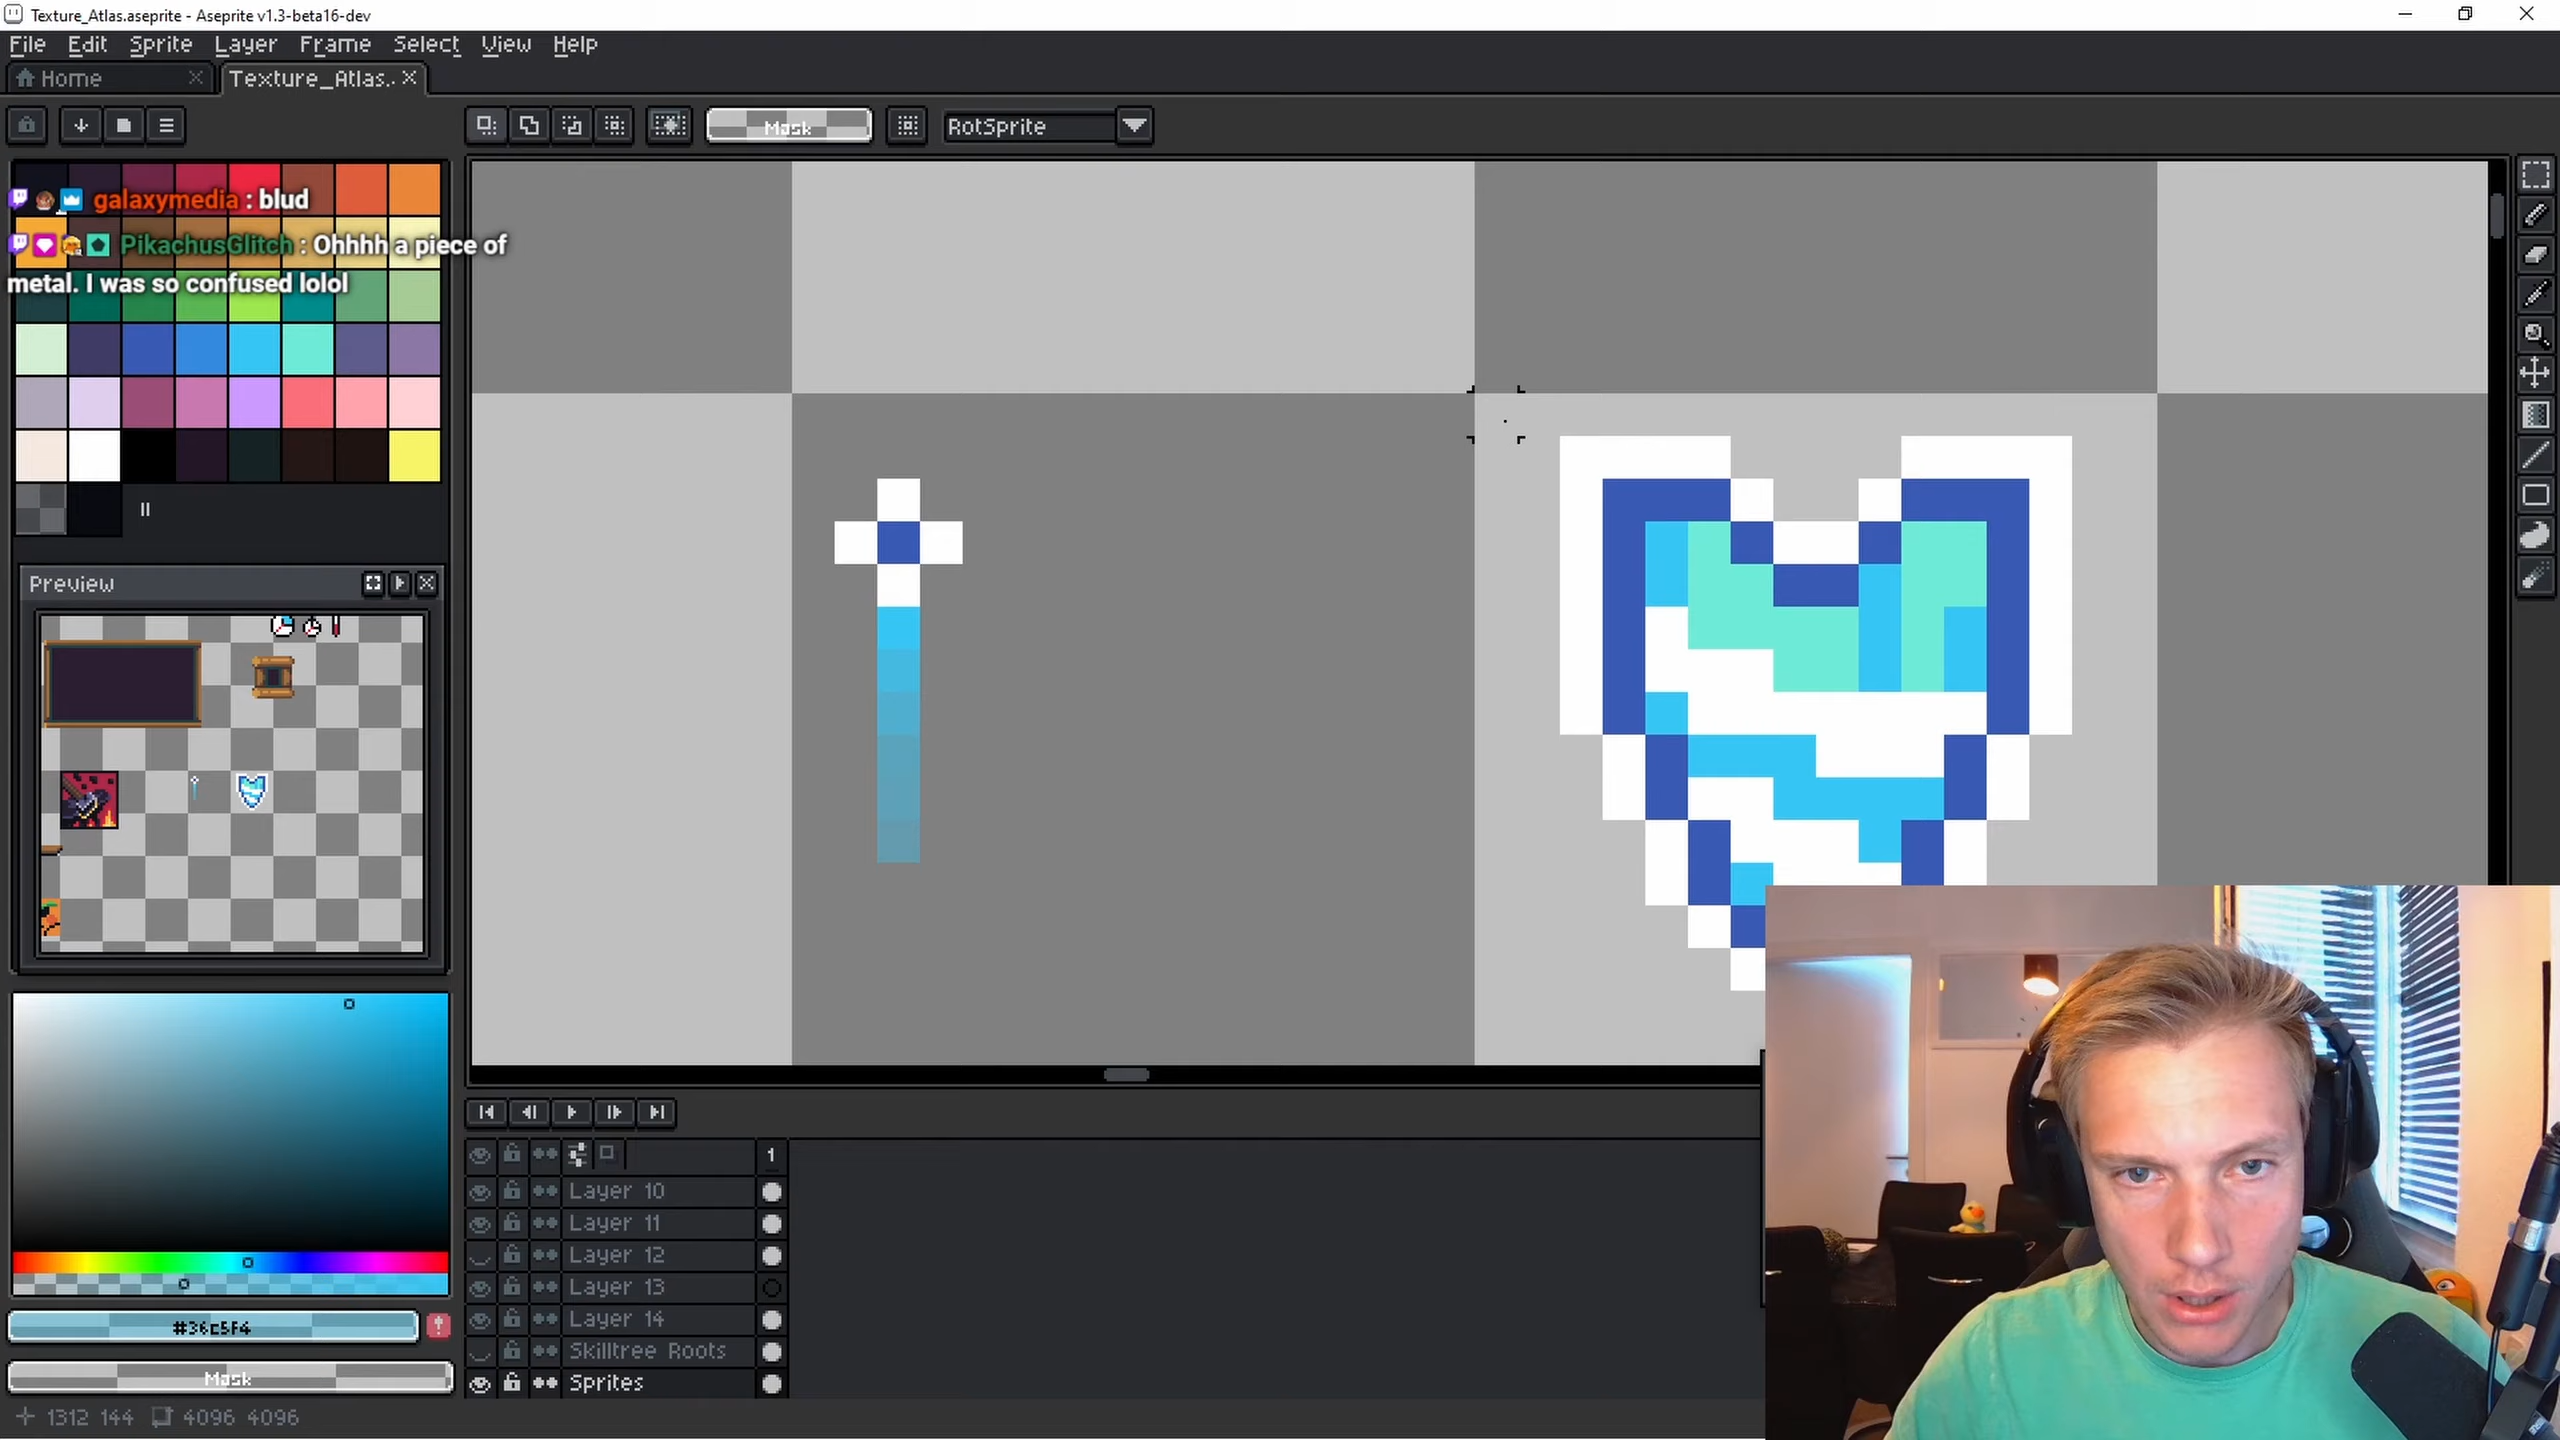 Texture_Atlas.aseprite - Aseprite v1.3-beta16-dev
File Edit Sprite Layer Frame Select View Help
Home
Texture_Atlas..
Mask
RotSprite
galaxymedia : blud
PikachusGlitch : Ohhhh a piece of
metal. I was so confused lolol
Preview
#36c5f4
Mask
1312 144 4096 4096
1
Layer 10
Layer 11
Layer 12
Layer 13
Layer 14
Skilltree Roots
Sprites